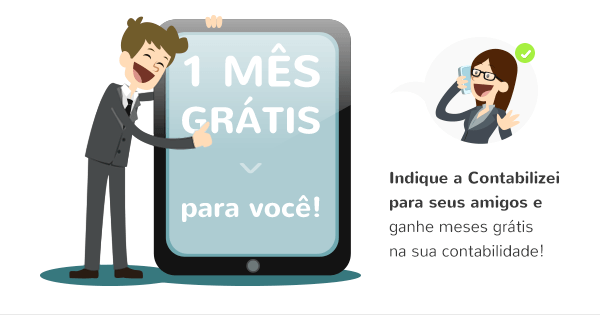 1 MÊS
GRÁTIS
para você!
Indique a Contabilizei
para seus amigos e
ganhe meses grátis
na sua contabilidade!